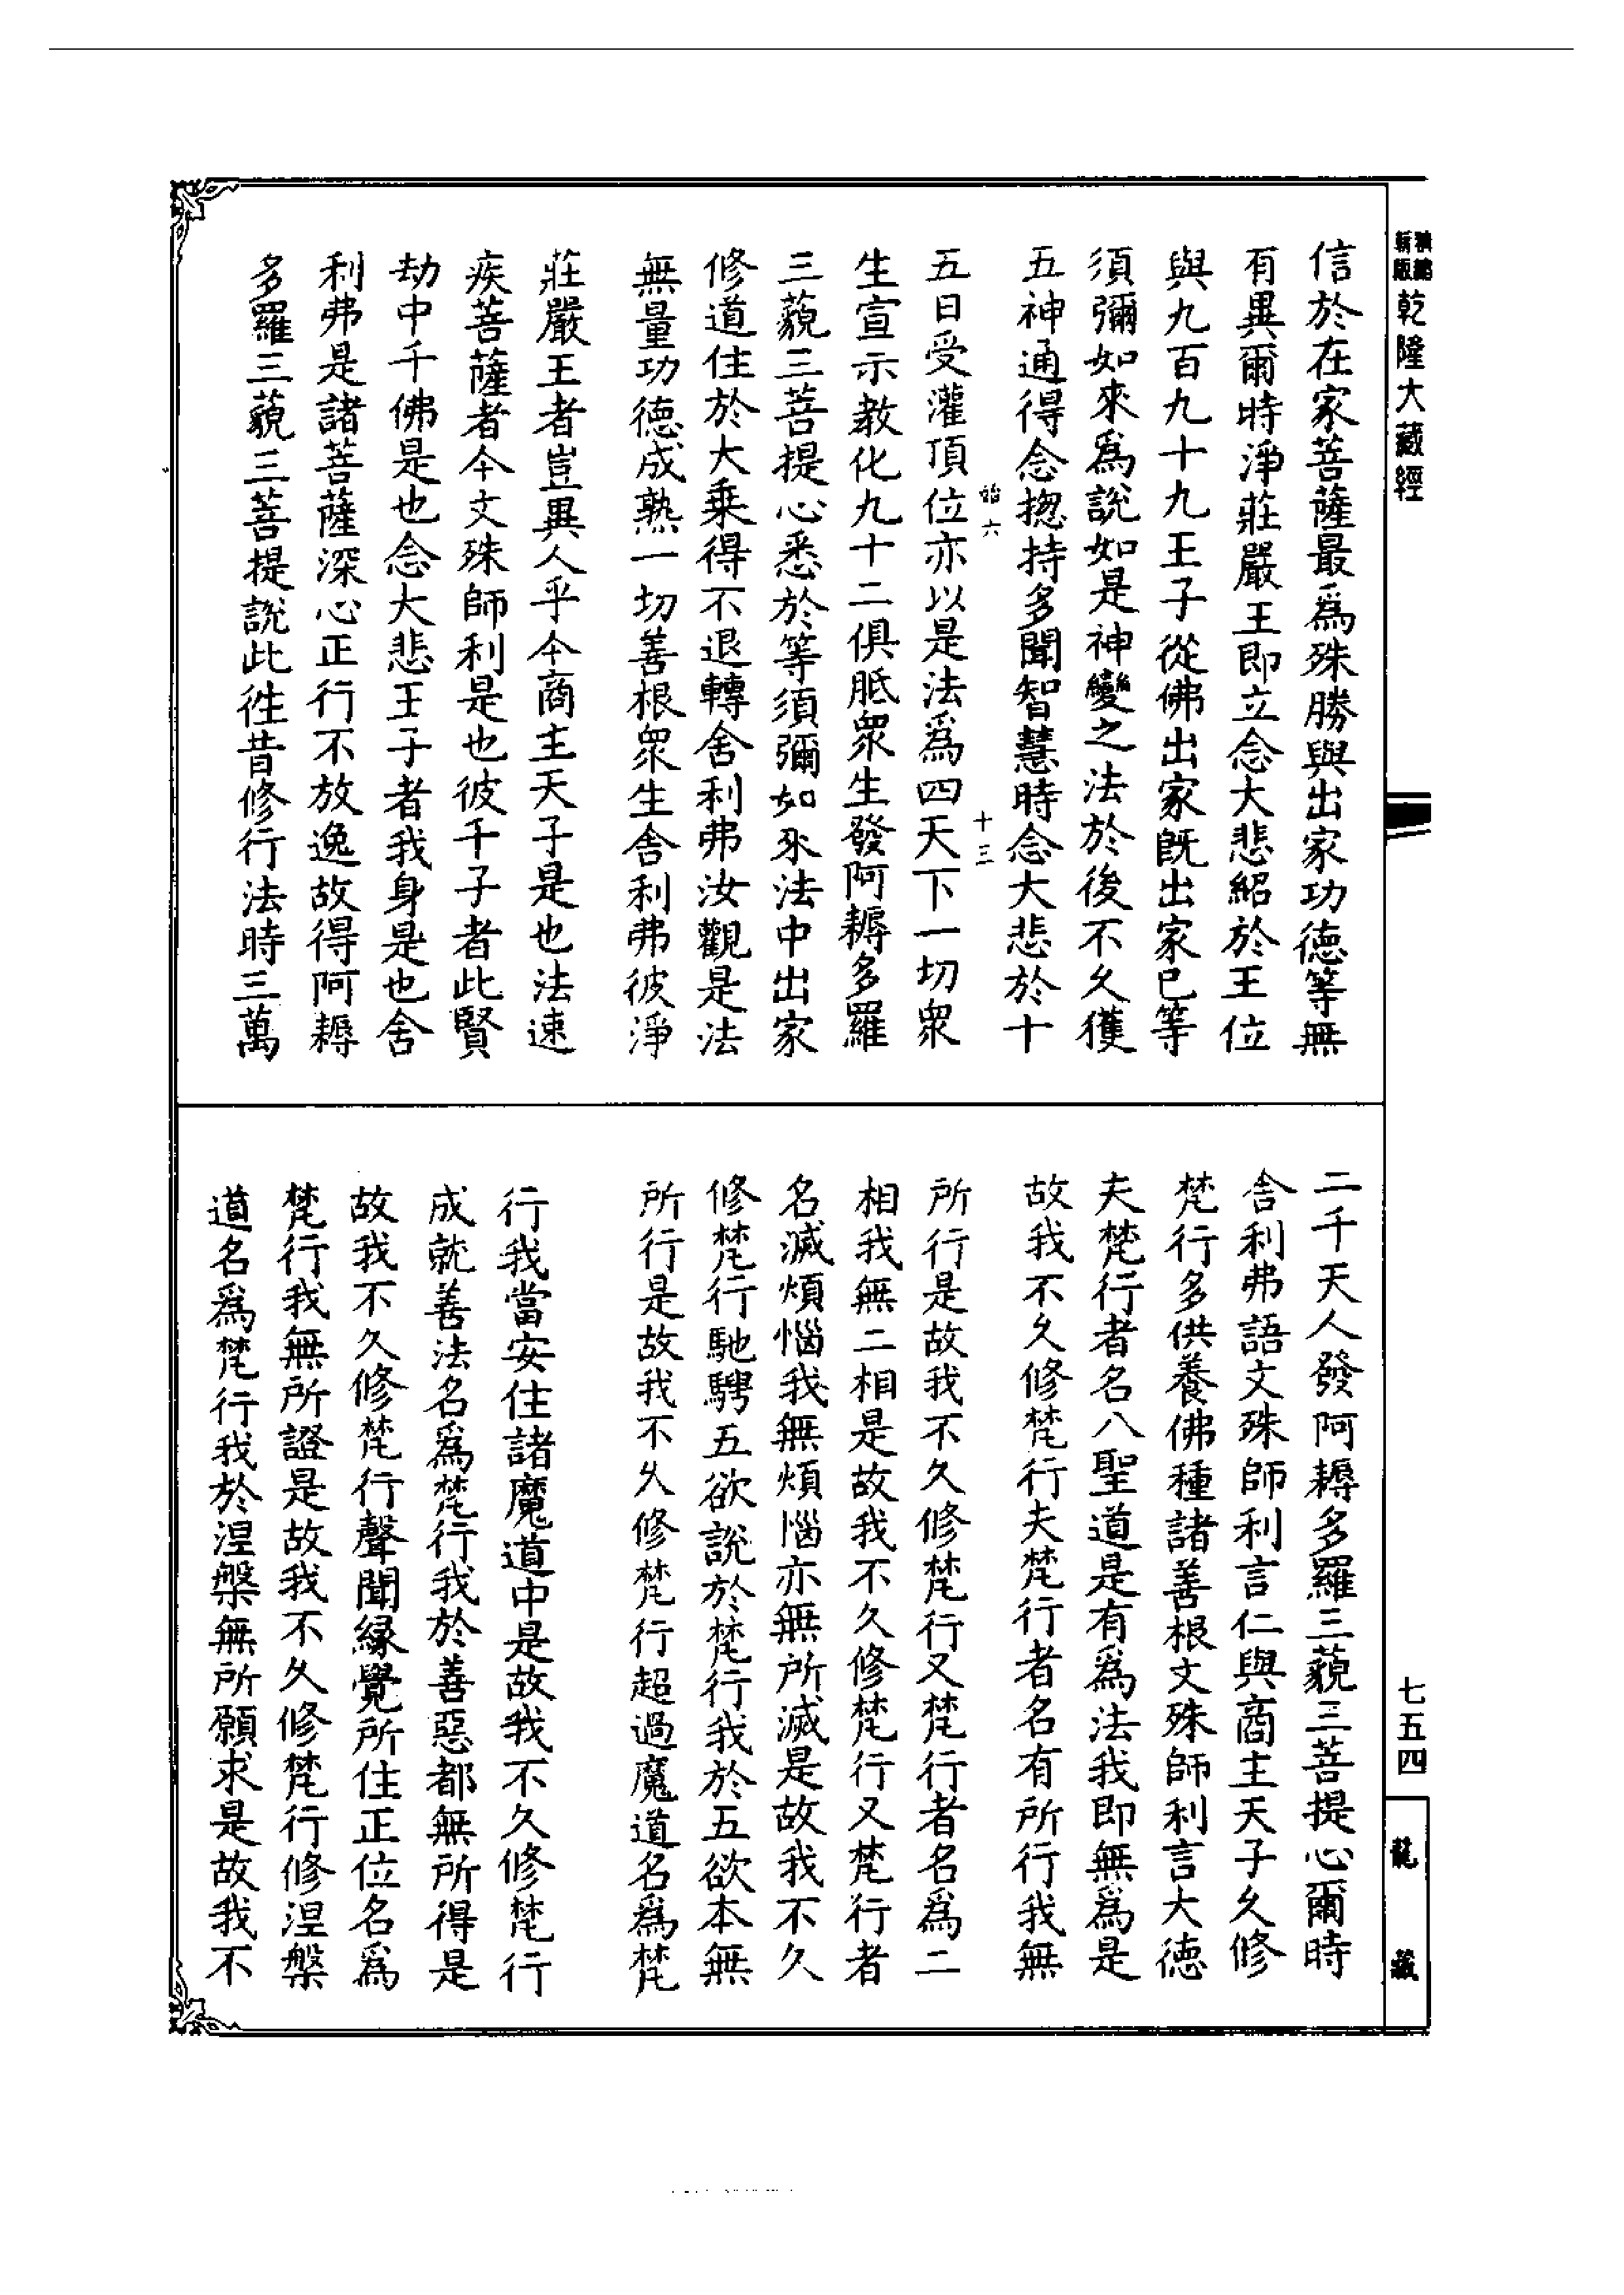 精縮新版乾隆大藏經
信於在家菩薩最爲殊勝與出家功德等無
有異爾時淨莊嚴王即立念大悲紹於王位
與九百九十九王子從佛出家旣出家已等
須彌如來爲說如是神變之法於後不久獲
五神通得念揔持多聞智慧時念大悲於十
始六
十三
五日受灌頂位亦以是法爲四天下一切衆
生宣示教化九十二俱胝衆生發阿耨多羅
三藐三菩提心悉於等須彌如來法中出家
修道住於大乗得不退轉舍利弗汝觀是法
無量功德成熟一切善根衆生舍利弗彼淨
莊嚴王者豈異人乎今商主天子是也法速
疾菩薩者今文殊師利是也彼千子者此賢
劫中千佛是也念大悲王子者我身是也舍
利弗是諸菩薩深心正行不放逸故得阿耨
多羅三藐三菩提說此徃昔修行法時三萬
二千天人發阿耨多羅三藐三菩提心爾時
舍利弗語文殊師利言仁與商主天子久修
梵行多供養佛種諸善根文殊師利言大德
夫梵行者名八聖道是有爲法我即無爲是
故我不久修梵行夫梵行者名有所行我無
所行是故我不久修梵行又梵行者名爲二
相我無二相是故我不久修梵行又梵行者
名滅煩惱我無煩惱亦無所滅是故我不久
修梵行馳騁五欲說於梵行我於五欲本無
所行是故我不久修梵行超過魔道名爲梵
行我當安住諸魔道中是故我不久修梵行
成就善法名爲梵行我於善惡都無所得是
故我不久修梵行聲聞緣覺所住正位名爲
梵行我無所證是故我不久修梵行修涅槃
道名爲梵行我於涅槃無所願求是故我不
七五四
龍藏